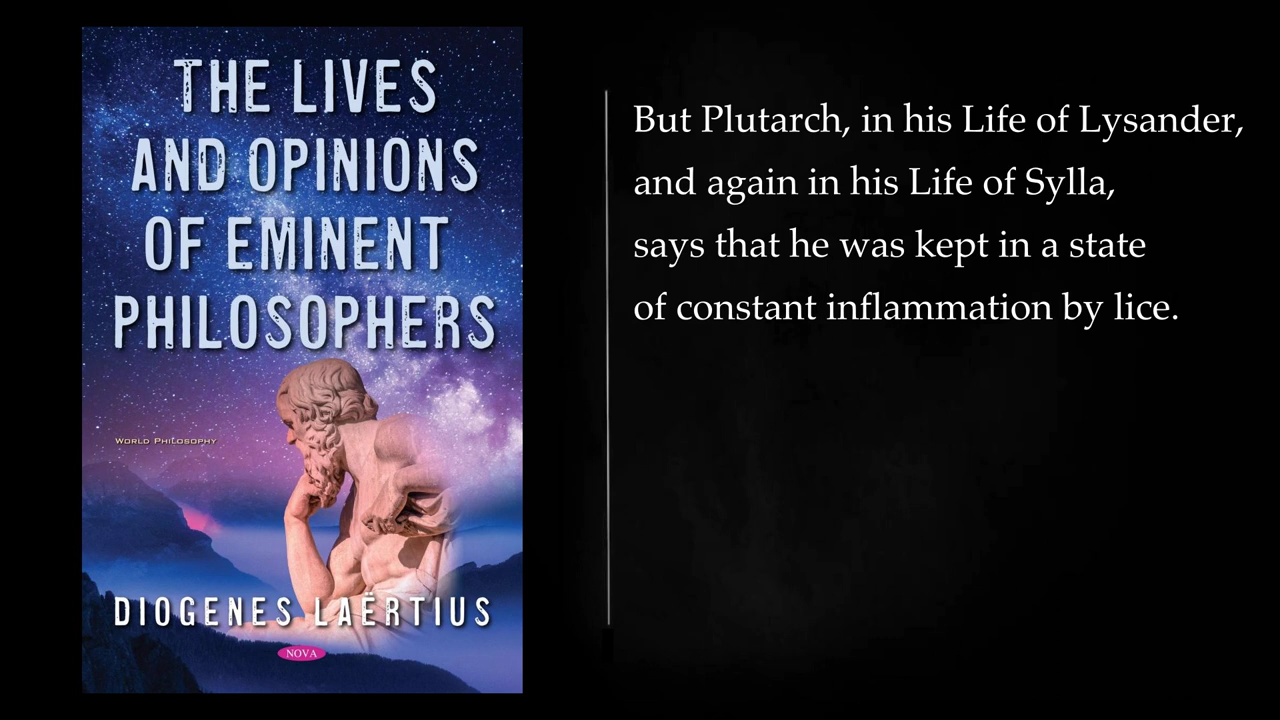 THE LIVES
AND OPINIONS
OF EMINENT
PHILOSOPHERS
WORLD PHILOSOPHY
DIOGENES LAËRTIUS
NOVA
But Plutarch, in his Life of Lysander,
and again in his Life of Sylla,
says that he was kept in a state
of constant inflammation by lice.